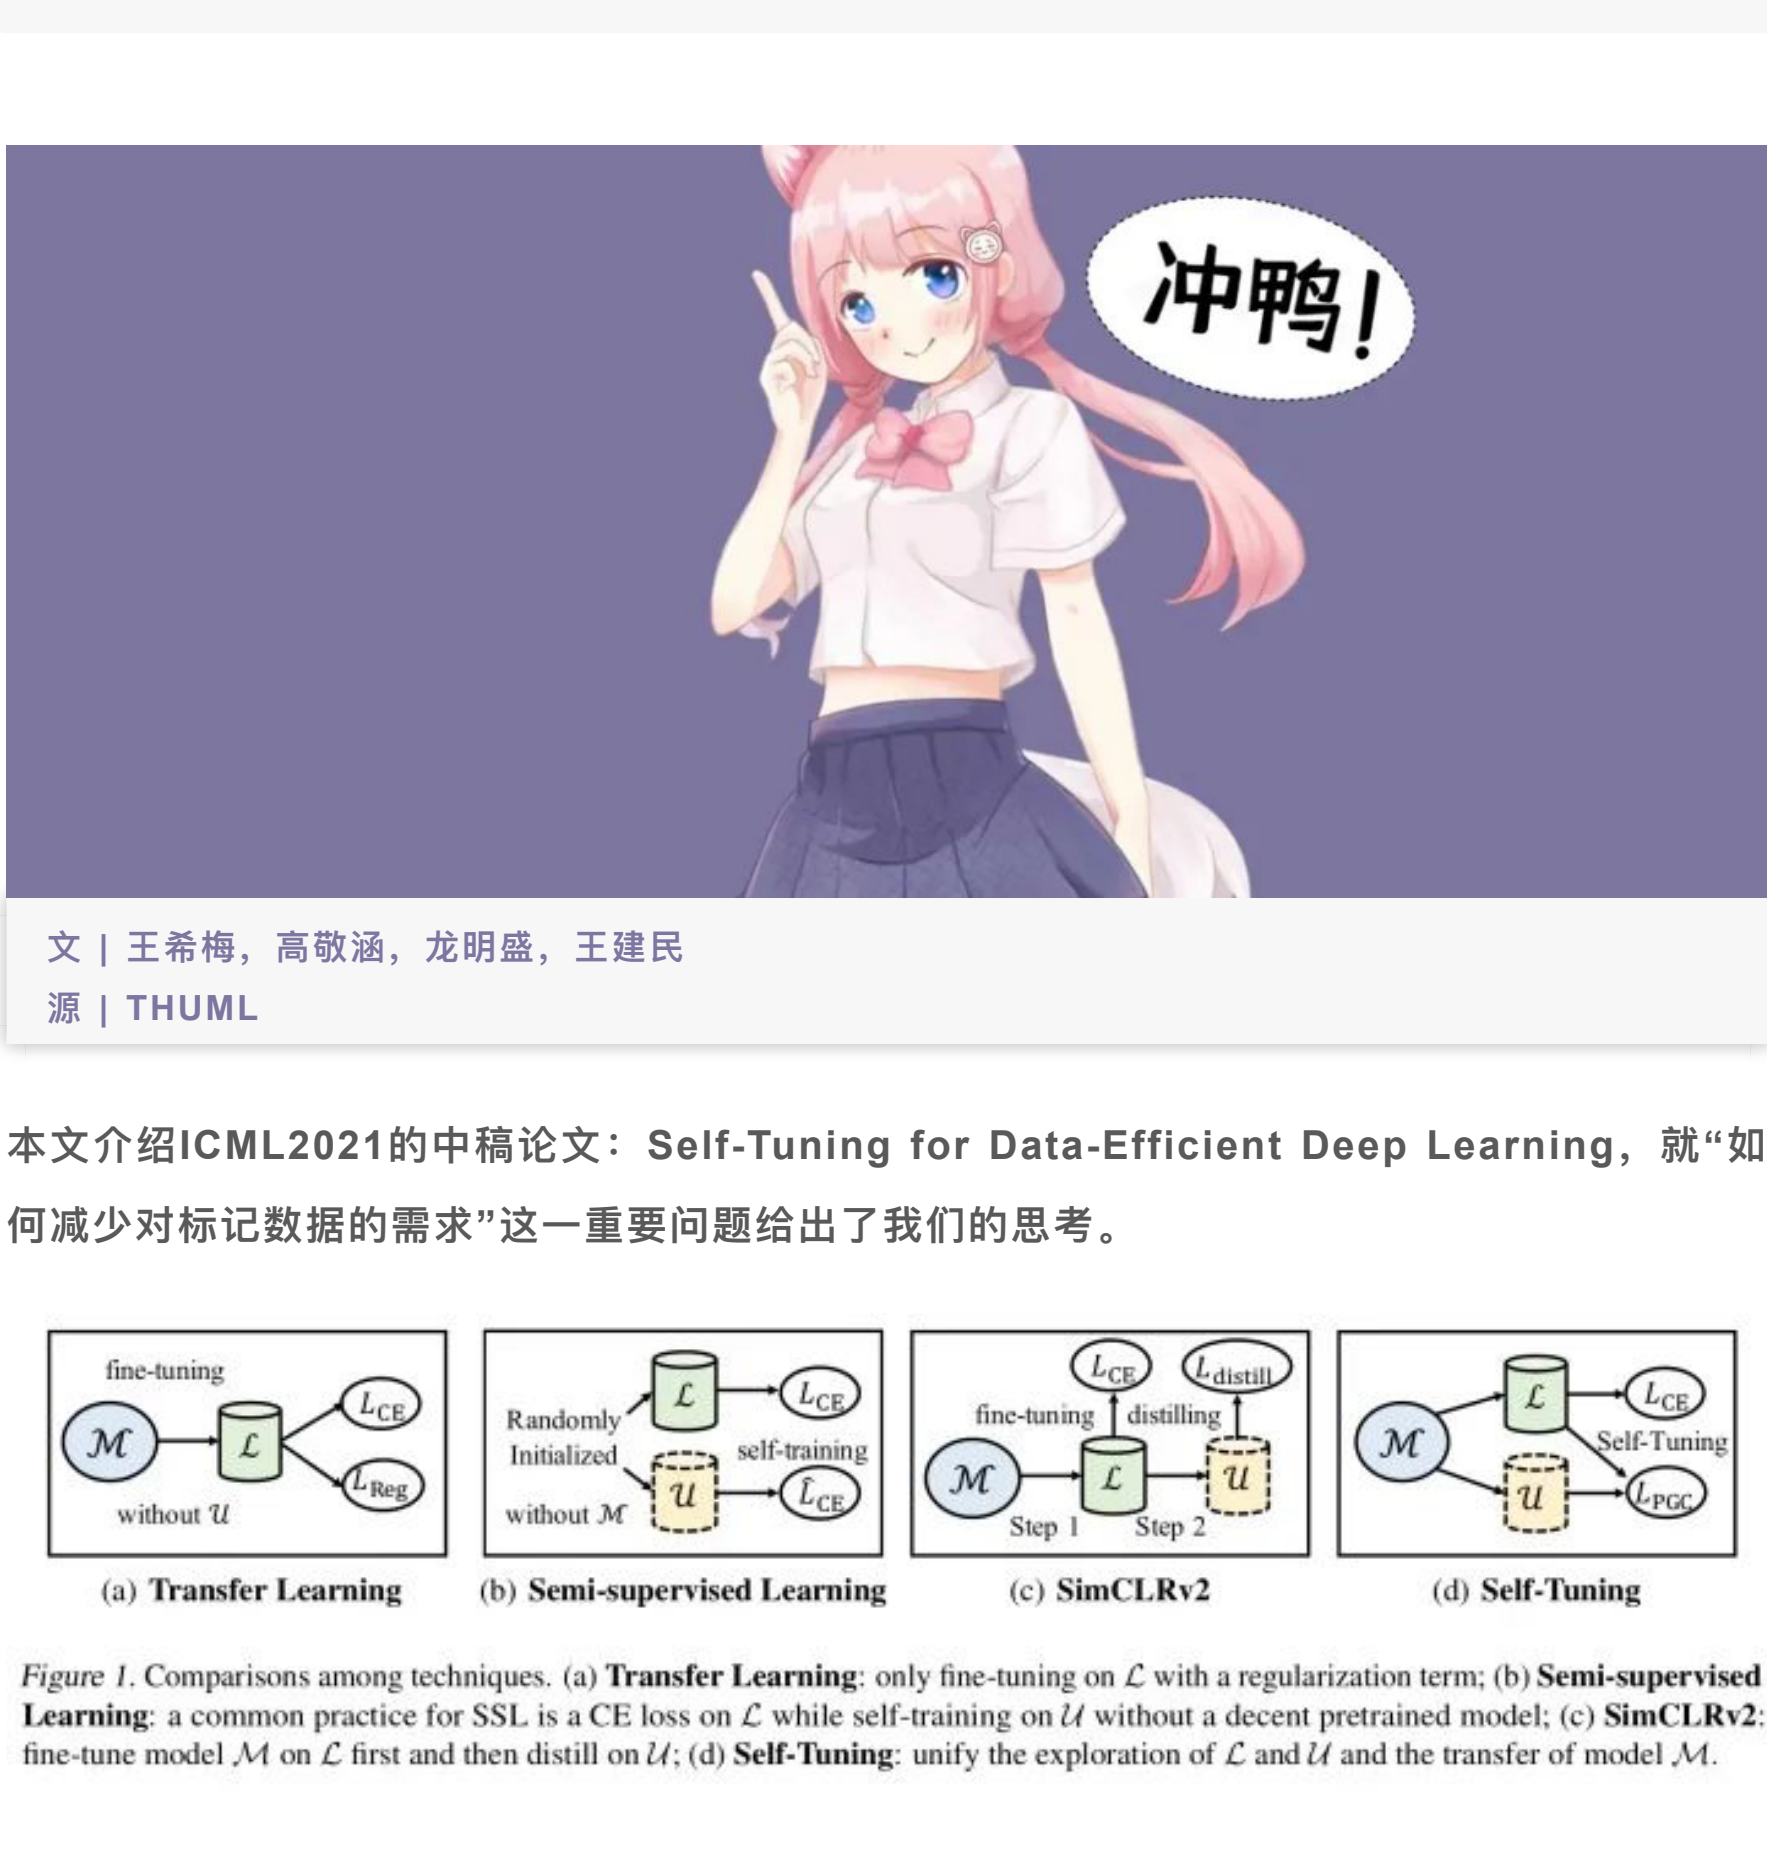 冲鸭！
文 | 王希梅，高敬涵，龙明盛，王建民
源 | THUML
本文介绍ICML2021的中稿论文：Self-Tuning for Data-Efficient Deep Learning，就“如
何减少对标记数据的需求”这一重要问题给出了我们的思考。
fine-tuning
ℳ
ℒ
L_CE
L_Reg
without 𝒰
(a) Transfer Learning
Randomly
Initialized
without ℳ
ℒ
𝒰
L_CE
self-training
L̂_CE
(b) Semi-supervised Learning
L_CE
L_distill
fine-tuning
distilling
ℳ
ℒ
𝒰
Step 1
Step 2
(c) SimCLRv2
ℳ
ℒ
𝒰
L_CE
Self-Tuning
L_PGC
(d) Self-Tuning
Figure 1. Comparisons among techniques. (a) Transfer Learning: only fine-tuning on ℒ with a regularization term; (b) Semi-supervised
Learning: a common practice for SSL is a CE loss on ℒ while self-training on 𝒰 without a decent pretrained model; (c) SimCLRv2:
fine-tune model ℳ on ℒ first and then distill on 𝒰; (d) Self-Tuning: unify the exploration of ℒ and 𝒰 and the transfer of model ℳ.